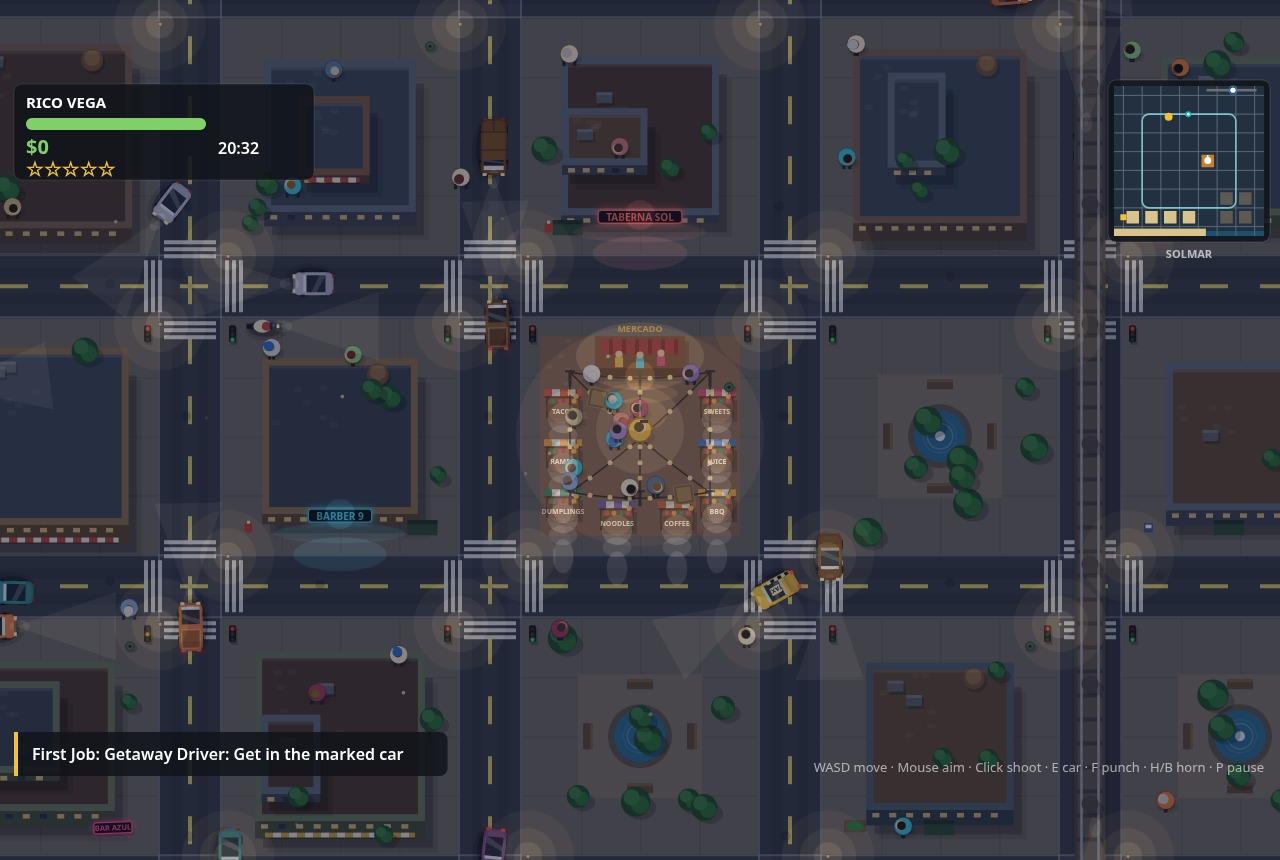 RICO VEGA
$0
20:32
TABERNA SOL
SOLMAR
MERCADO
SWEETS
JUICE
DUMPLINGS
BBQ
NOODLES
COFFEE
BARBER 9
TAXI
First Job: Getaway Driver: Get in the marked car
WASD move · Mouse aim · Click shoot · E car · F punch · H/B horn · P pause
BAR AZUL